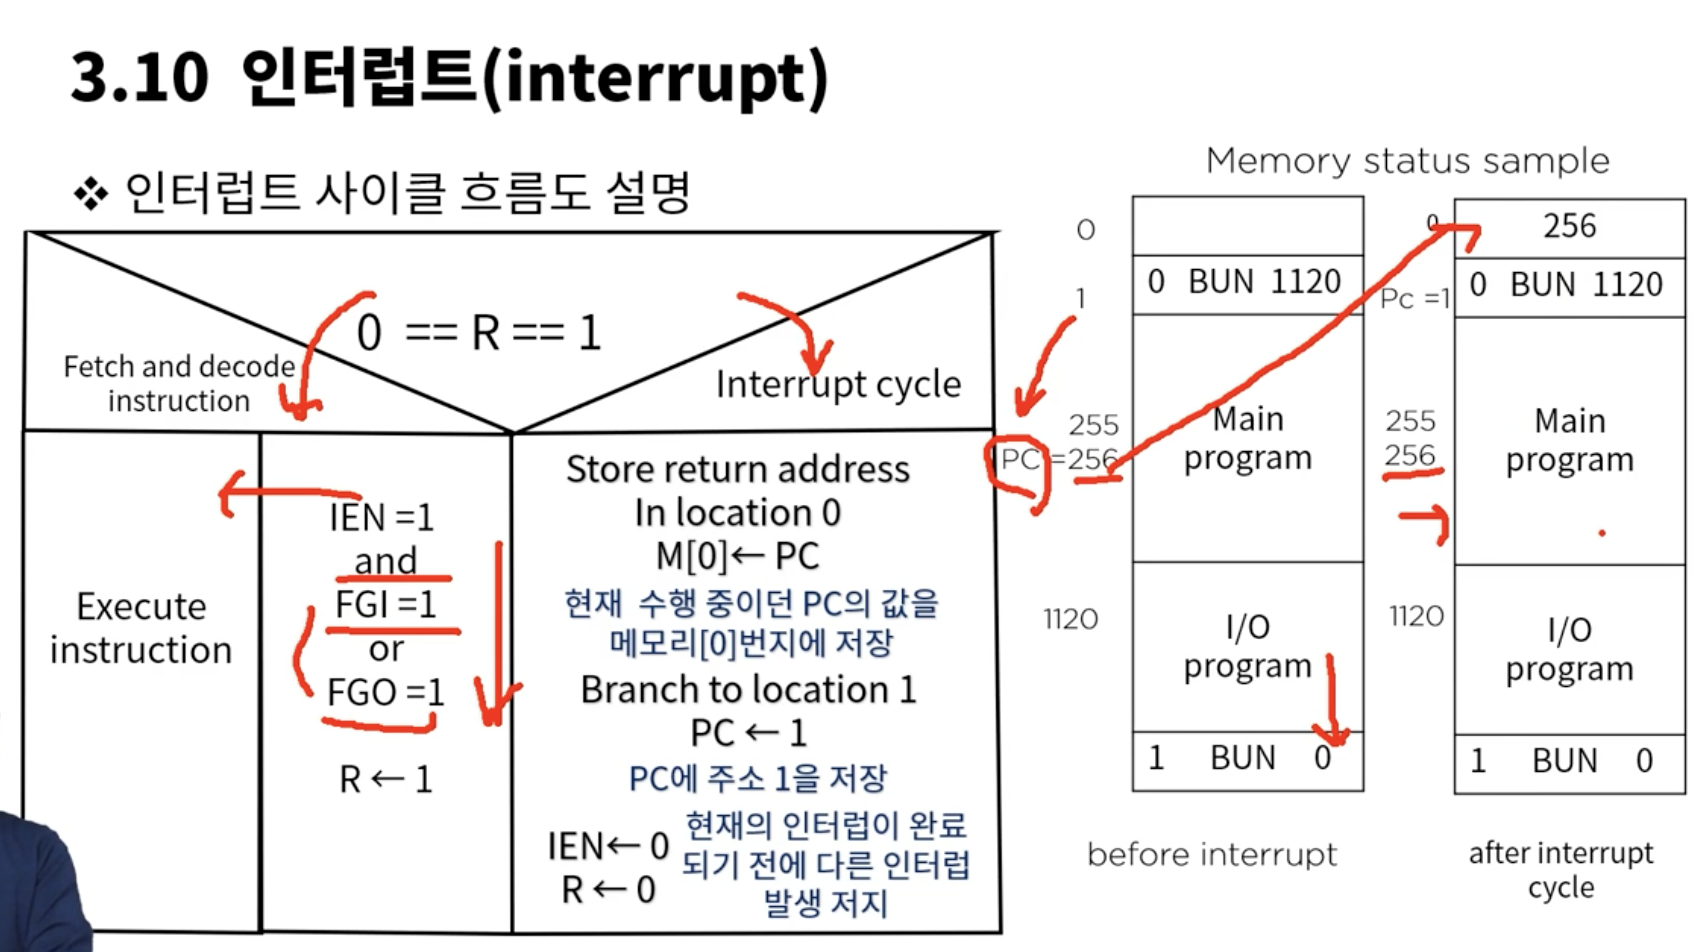 3.10 인터럽트(interrupt)
❖ 인터럽트 사이클 흐름도 설명
0 == R == 1
Fetch and decode
instruction
Interrupt cycle
Execute
instruction
IEN =1
and
FGI =1
or
FGO =1
R ← 1
Store return address
In location 0
M[0]← PC
현재 수행 중이던 PC의 값을
메모리[0]번지에 저장
Branch to location 1
PC ← 1
PC에 주소 1을 저장
IEN← 0
R ← 0
현재의 인터럽이 완료
되기 전에 다른 인터럽
발생 저지
Memory status sample
0
0 BUN 1120
1
255
PC =256
Main
program
1120
I/O
program
1 BUN 0
before interrupt
0
256
Pc =1
0 BUN 1120
255
256
Main
program
1120
I/O
program
1 BUN 0
after interrupt
cycle